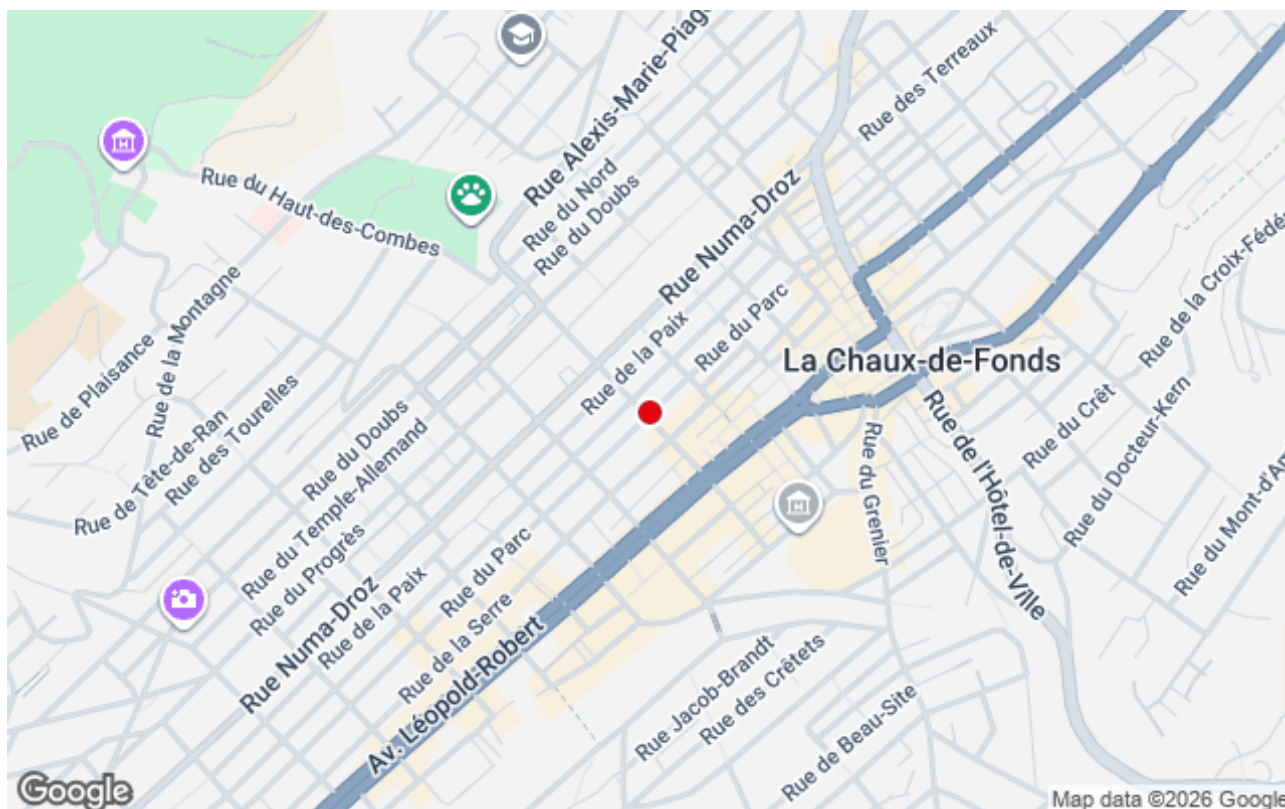 Rue Alexis-Marie-Piag
Rue des Terreaux
Rue du Haut-des-Combes
Rue du Nord
Rue du Doubs
Rue Numa-Droz
Rue de la Croix-Fédé
Rue de la Montagne
Rue du Parc
Rue de la Paix
La Chaux-de-Fonds
Rue de Plaisance
Rue des Tourelles
Rue de Tête-de-Ran
Rue du Doubs
Rue du Temple-Allemand
Rue du Crêt
Rue du Docteur-Kern
Rue du Grenier
Rue de l'Hôtel-de-Ville
Rue du Mont-d'Am
Rue du Progrès
Rue du Parc
Rue de la Paix
Rue Numa-Droz
Rue de la Serre
Av. Léopold-Robert
Rue Jacob-Brandt
Rue des Crêtets
Rue de Beau-Site
Google
Map data ©2026 Google